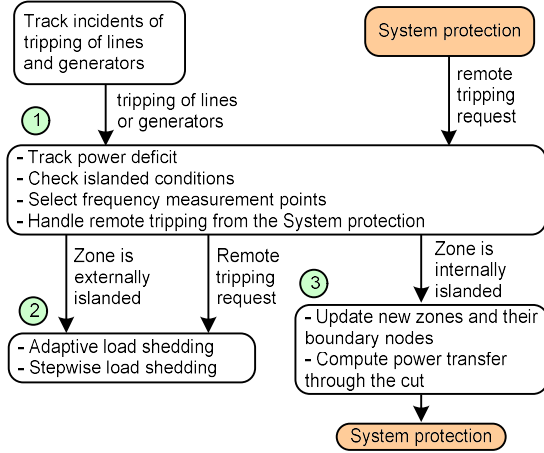 Track incidents of
tripping of lines
and generators
System protection
tripping of lines
or generators
remote
tripping
request
1
- Track power deficit
- Check islanded conditions
- Select frequency measurement points
- Handle remote tripping from the System protection
Zone is
externally
islanded
Remote
tripping
request
Zone is
internally
islanded
2
- Adaptive load shedding
- Stepwise load shedding
3
- Update new zones and their
boundary nodes
- Compute power transfer
through the cut
System protection